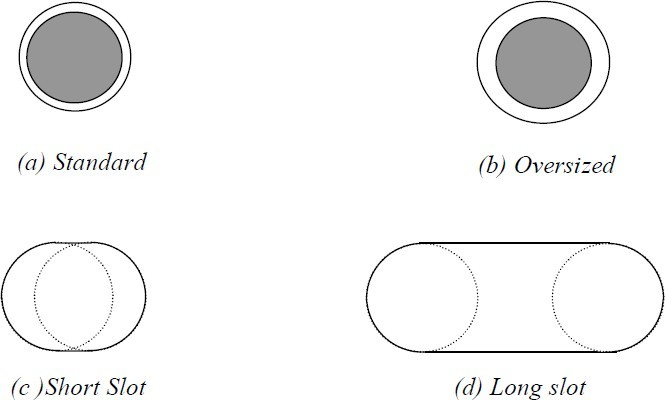 (a) Standard
(b) Oversized
(c )Short Slot
(d) Long slot